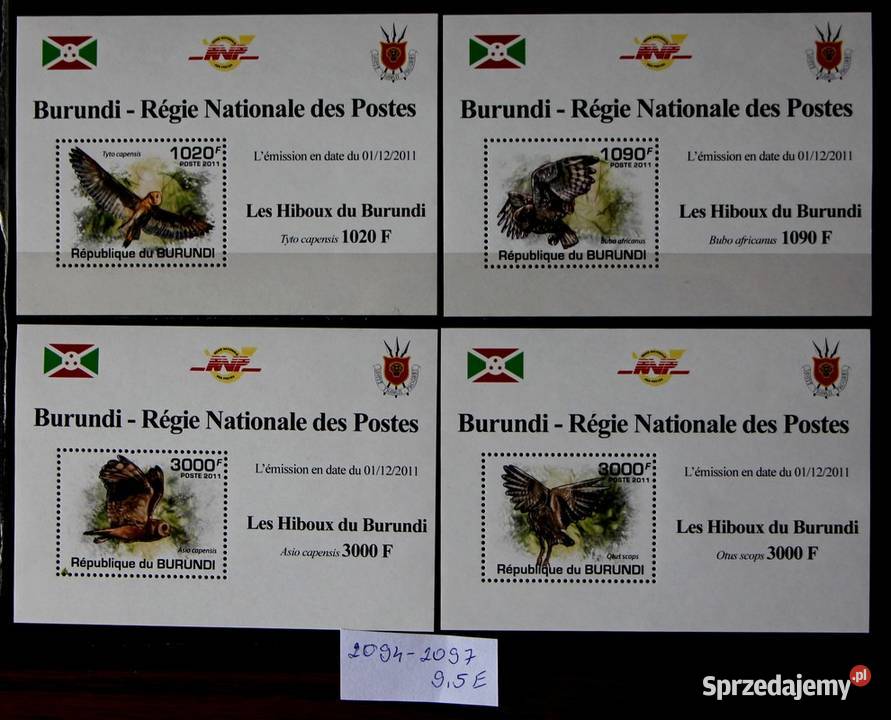 RNP
Burundi - Régie Nationale des Postes
Tyto capensis
1020F
POSTE 2011
République du BURUNDI
L'émission en date du 01/12/2011
Les Hiboux du Burundi
Tyto capensis 1020 F
RNP
Burundi - Régie Nationale des Postes
1090F
POSTE 2011
Bubo africanus
République du BURUNDI
L'émission en date du 01/12/2011
Les Hiboux du Burundi
Bubo africanus 1090 F
RNP
Burundi - Régie Nationale des Postes
3000F
POSTE 2011
Asio capensis
République du BURUNDI
L'émission en date du 01/12/2011
Les Hiboux du Burundi
Asio capensis 3000 F
RNP
Burundi - Régie Nationale des Postes
3000F
POSTE 2011
Otus scops
République du BURUNDI
L'émission en date du 01/12/2011
Les Hiboux du Burundi
Otus scops 3000 F
2094-2097
9,5 E
Sprzedajemy.pl